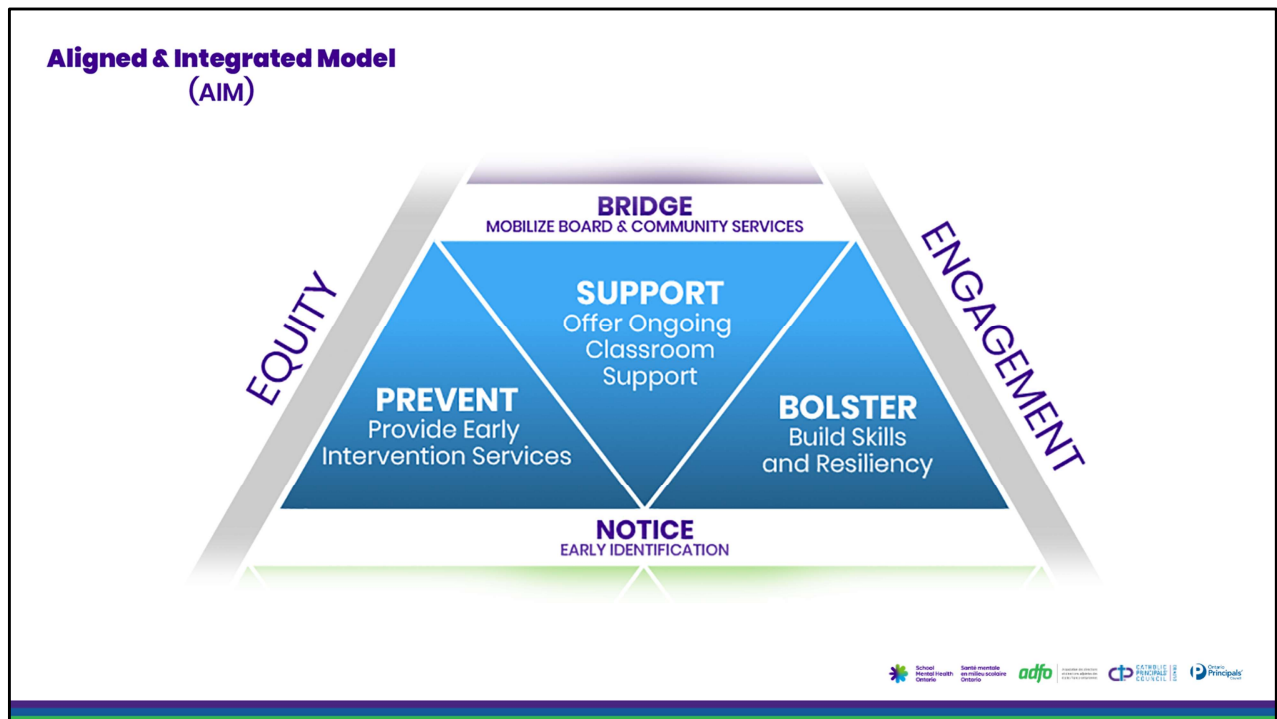 Aligned & Integrated Model
(AIM)
BRIDGE
MOBILIZE BOARD & COMMUNITY SERVICES
EQUITY
ENGAGEMENT
SUPPORT
Offer Ongoing
Classroom
Support
PREVENT
Provide Early
Intervention Services
BOLSTER
Build Skills
and Resiliency
NOTICE
EARLY IDENTIFICATION
School
Mental Health
Ontario
Santé mentale
en milieu scolaire
Ontario
adfo
CATHOLIC
PRINCIPALS'
COUNCIL
ONTARIO
Ontario
Principals'
Council